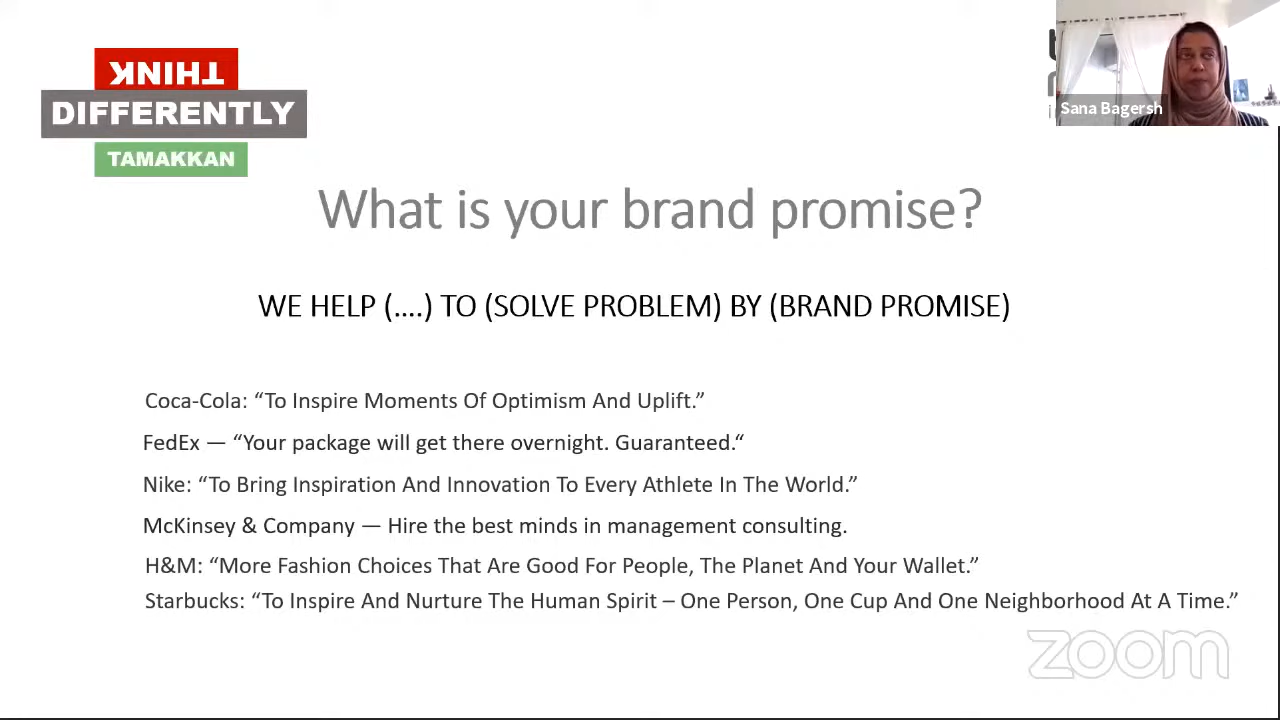 THINK
DIFFERENTLY
TAMAKKAN
Sana Bagersh
What is your brand promise?
WE HELP (....) TO (SOLVE PROBLEM) BY (BRAND PROMISE)
Coca-Cola: “To Inspire Moments Of Optimism And Uplift.”
FedEx — “Your package will get there overnight. Guaranteed.“
Nike: “To Bring Inspiration And Innovation To Every Athlete In The World.”
McKinsey & Company — Hire the best minds in management consulting.
H&M: “More Fashion Choices That Are Good For People, The Planet And Your Wallet.”
Starbucks: “To Inspire And Nurture The Human Spirit – One Person, One Cup And One Neighborhood At A Time.”
zoom